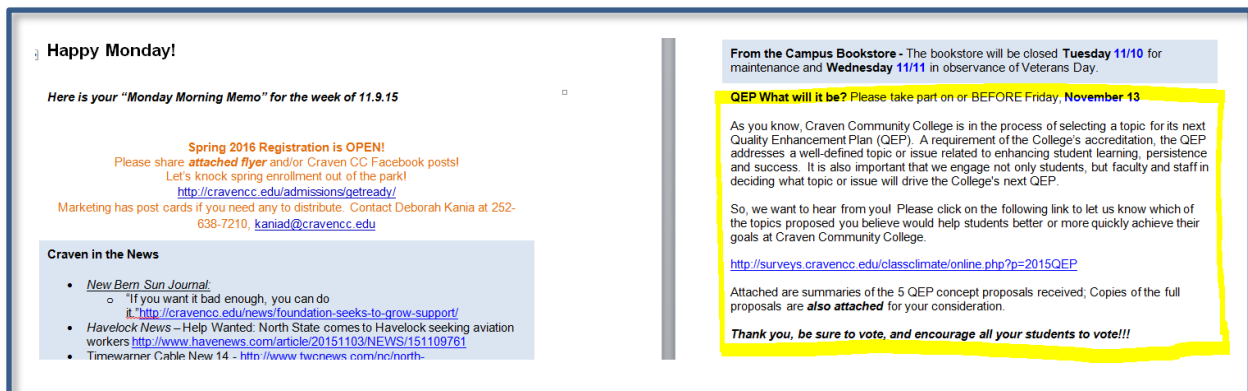 Happy Monday!
Here is your “Monday Morning Memo” for the week of 11.9.15
Spring 2016 Registration is OPEN!
Please share attached flyer and/or Craven CC Facebook posts!
Let's knock spring enrollment out of the park!
http://cravencc.edu/admissions/getready/
Marketing has post cards if you need any to distribute. Contact Deborah Kania at 252-
638-7210, kaniad@cravencc.edu
Craven in the News
• New Bern Sun Journal:
o “If you want it bad enough, you can do
it.”http://cravencc.edu/news/foundation-seeks-to-grow-support/
• Havelock News – Help Wanted: North State comes to Havelock seeking aviation
workers http://www.havenews.com/article/20151103/NEWS/151109761
• Timewarner Cable New 14 - http://www.twcnews.com/nc/north-
From the Campus Bookstore - The bookstore will be closed Tuesday 11/10 for
maintenance and Wednesday 11/11 in observance of Veterans Day.
QEP What will it be? Please take part on or BEFORE Friday, November 13
As you know, Craven Community College is in the process of selecting a topic for its next
Quality Enhancement Plan (QEP). A requirement of the College's accreditation, the QEP
addresses a well-defined topic or issue related to enhancing student learning, persistence
and success. It is also important that we engage not only students, but faculty and staff in
deciding what topic or issue will drive the College's next QEP.
So, we want to hear from you! Please click on the following link to let us know which of
the topics proposed you believe would help students better or more quickly achieve their
goals at Craven Community College.
http://surveys.cravencc.edu/classclimate/online.php?p=2015QEP
Attached are summaries of the 5 QEP concept proposals received; Copies of the full
proposals are also attached for your consideration.
Thank you, be sure to vote, and encourage all your students to vote!!!